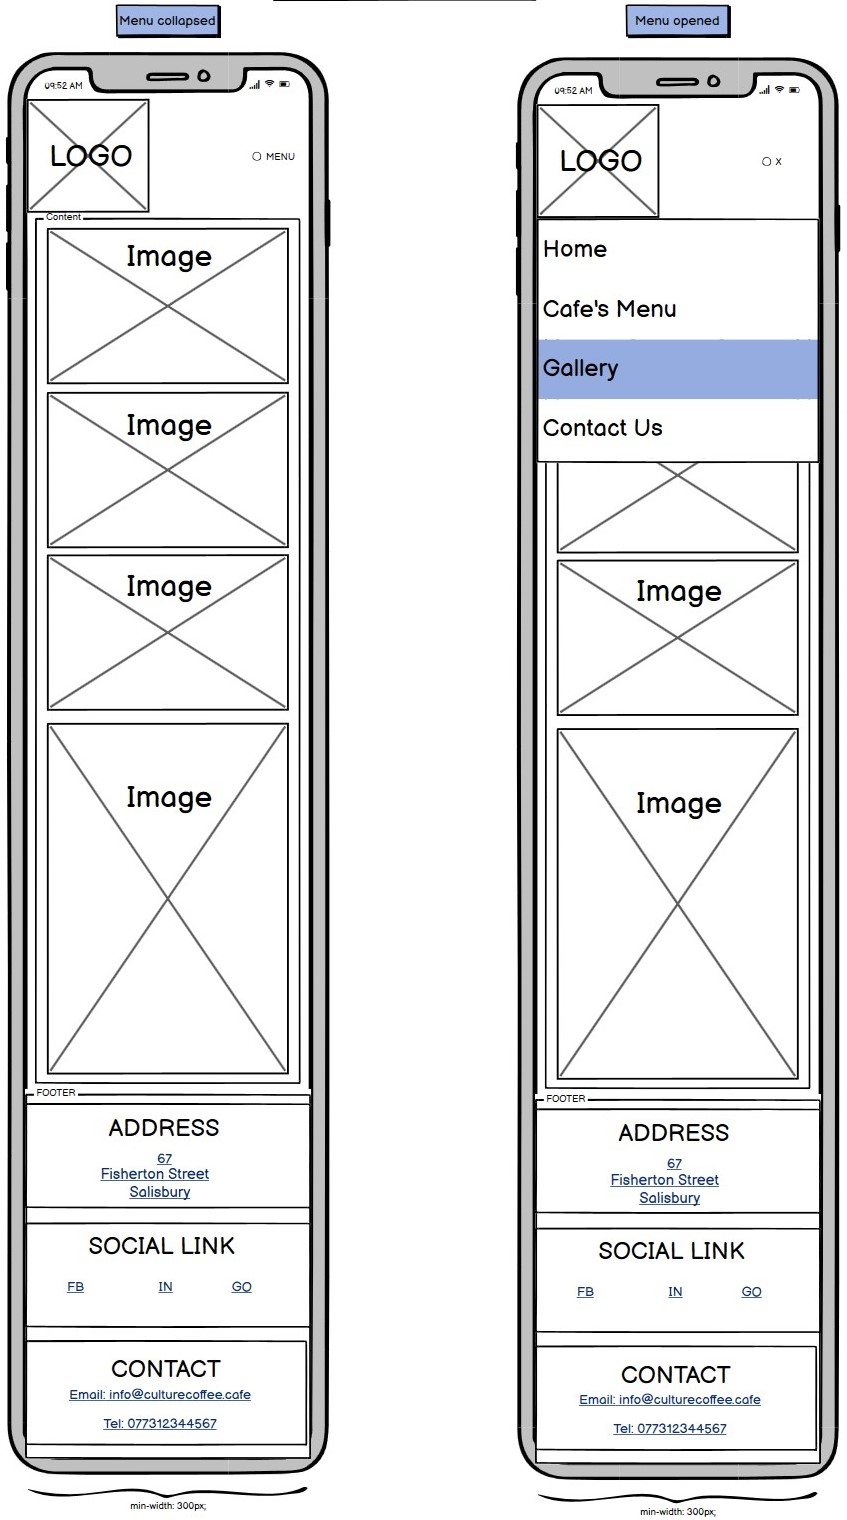 Menu collapsed
09:52 AM
LOGO
MENU
Content
Image
Image
Image
Image
FOOTER
ADDRESS
67
Fisherton Street
Salisbury
SOCIAL LINK
FB IN GO
CONTACT
Email: info@culturecoffee.cafe
Tel: 077312344567
min-width: 300px;
Menu opened
09:52 AM
LOGO
X
Home
Cafe's Menu
Gallery
Contact Us
Image
Image
FOOTER
ADDRESS
67
Fisherton Street
Salisbury
SOCIAL LINK
FB IN GO
CONTACT
Email: info@culturecoffee.cafe
Tel: 077312344567
min-width: 300px;